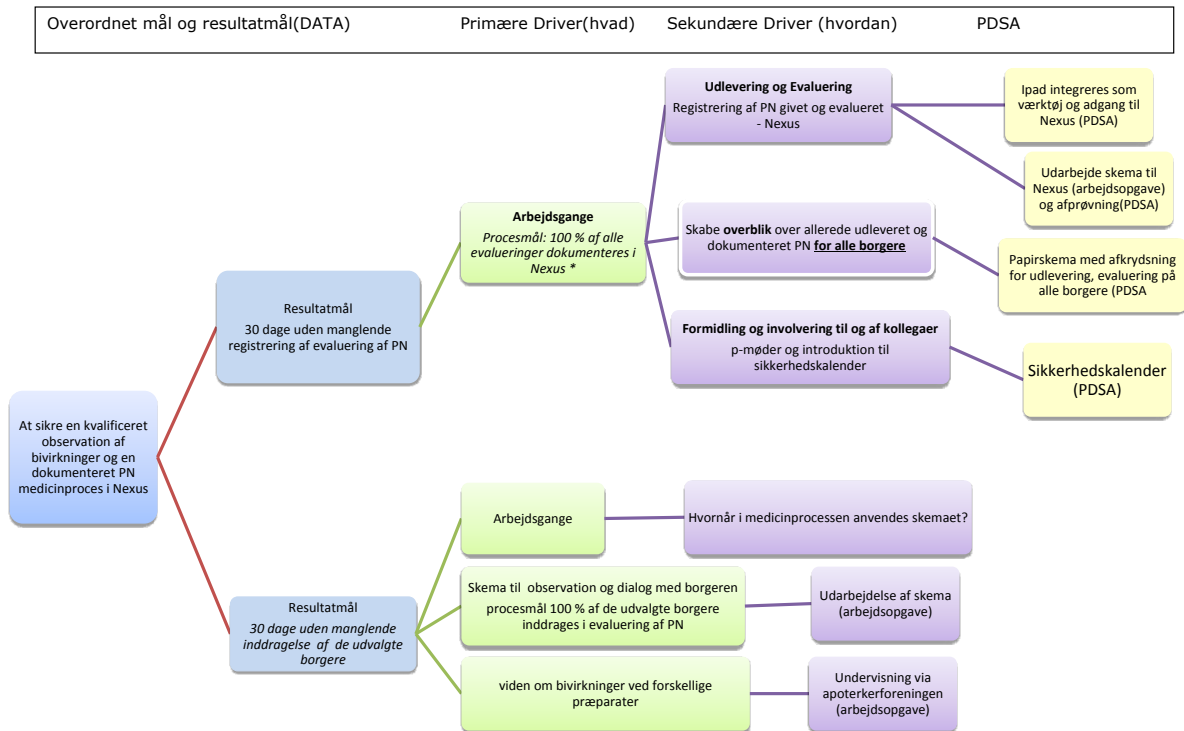 Overordnet mål og resultatmål(DATA) Primære Driver(hvad) Sekundære Driver (hvordan) PDSA
Udlevering og Evaluering
Registrering af PN givet og evalueret
- Nexus
Ipad integreres som
værktøj og adgang til
Nexus (PDSA)
Udarbejde skema til
Nexus (arbejdsopgave)
og afprøvning(PDSA)
Arbejdsgange
Procesmål: 100 % af alle
evalueringer dokumenteres i
Nexus *
Skabe overblik over allerede udleveret og
dokumenteret PN for alle borgere
Papirskema med afkrydsning
for udlevering, evaluering på
alle borgere (PDSA
Resultatmål
30 dage uden manglende
registrering af evaluering af PN
Formidling og involvering til og af kollegaer
p-møder og introduktion til
sikkerhedskalender
Sikkerhedskalender
(PDSA)
At sikre en kvalificeret
observation af
bivirkninger og en
dokumenteret PN
medicinproces i Nexus
Arbejdsgange
Hvornår i medicinprocessen anvendes skemaet?
Resultatmål
30 dage uden manglende
inddragelse af de udvalgte
borgere
Skema til observation og dialog med borgeren
procesmål 100 % af de udvalgte borgere
inddrages i evaluering af PN
Udarbejdelse af skema
(arbejdsopgave)
viden om bivirkninger ved forskellige
præparater
Undervisning via
apoterkerforeningen
(arbejdsopgave)